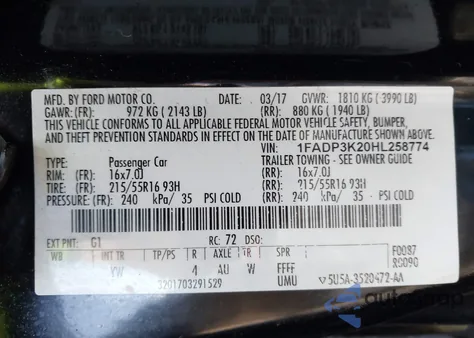 MFD. BY FORD MOTOR CO. DATE: 03/17 GVWR: 1810 KG ( 3990 LB)
GAWR: (FR): 972 KG ( 2143 LB) (RR): 880 KG ( 1940 LB)
THIS VEHICLE CONFORMS TO ALL APPLICABLE FEDERAL MOTOR VEHICLE SAFETY, BUMPER,
AND THEFT PREVENTION STANDARDS IN EFFECT ON THE DATE OF MANUFACTURE SHOWN ABOVE.
VIN: 1FADP3K20HL258774
TYPE: Passenger Car TRAILER TOWING -- SEE OWNER GUIDE
RIM: (FR) 16x7.0J (RR): 16x7.0J
TIRE: (FR) 215/55R16 93H (RR): 215/55R16 93H
PRESSURE: (FR) 240 kPa/ 35 PSI COLD (RR): 240 kPa/ 35 PSI COLD
EXT PNT: G1 RC: 72 DSO:
WB INT TR TP/PS R AXLE TR SPR F0087
YW 4 AU W FFFF
3201703291529 UMU 5U5A-3520472-AA